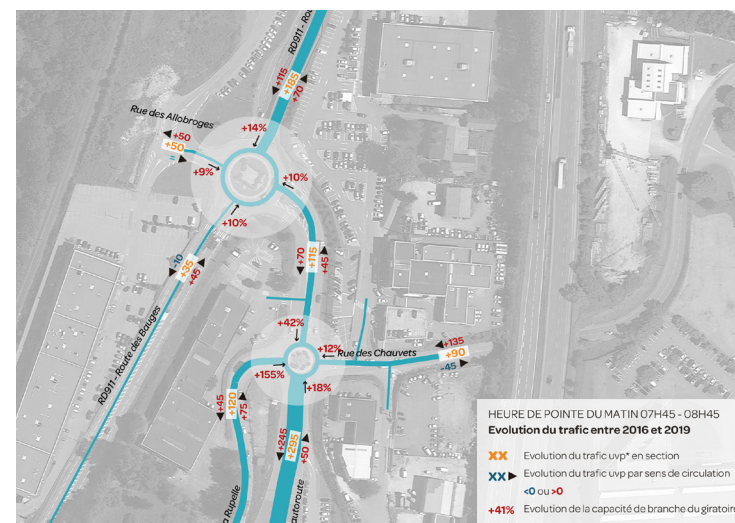 RD911 - Rout
+115
+185
+70
Rue des Allobroges
+50
+50
=
+14%
+9%
+10%
+10%
-10
+35
+45
+70
+115
+45
RD911 - Route des Bauges
+42%
+12%
Rue des Chauvets
+135
+90
-45
+155%
+18%
+45
+120
+75
+245
+295
+50
a Rupelle
autoroute
HEURE DE POINTE DU MATIN 07H45 - 08H45
Evolution du trafic entre 2016 et 2019
XX Evolution du trafic uvp* en section
XX Evolution du trafic uvp par sens de circulation
<0 ou >0
+41% Evolution de la capacité de branche du giratoire